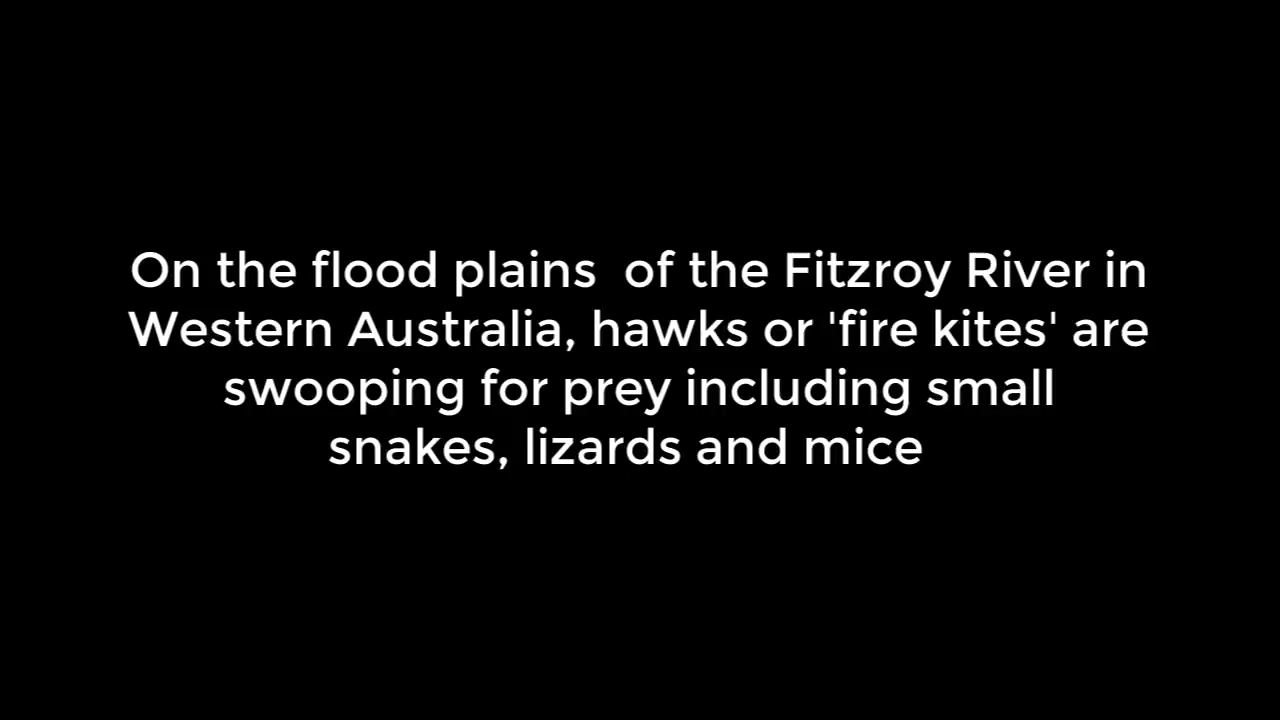 On the flood plains  of the Fitzroy River in
Western Australia, hawks or 'fire kites' are
swooping for prey including small
snakes, lizards and mice